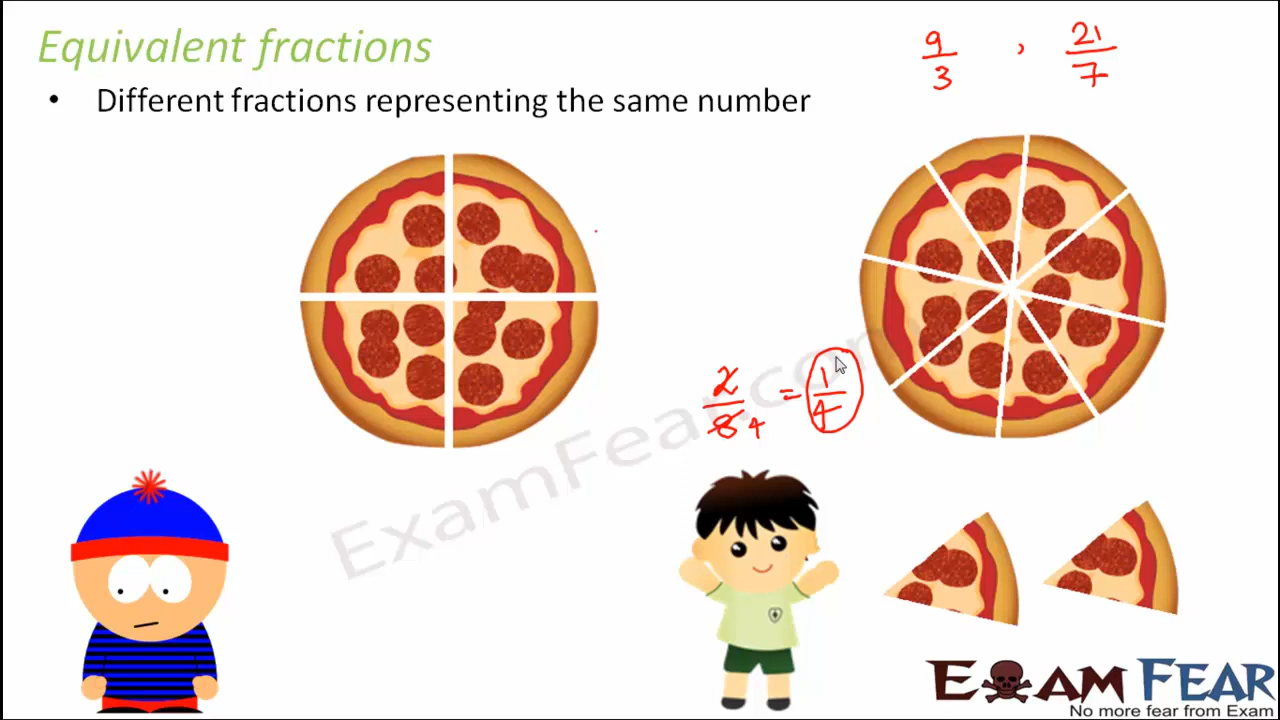 Equivalent fractions
9/3 , 21/7
• Different fractions representing the same number
2/8 4 = 1/4
ExamFear.com
EXAM FEAR
No more fear from Exam